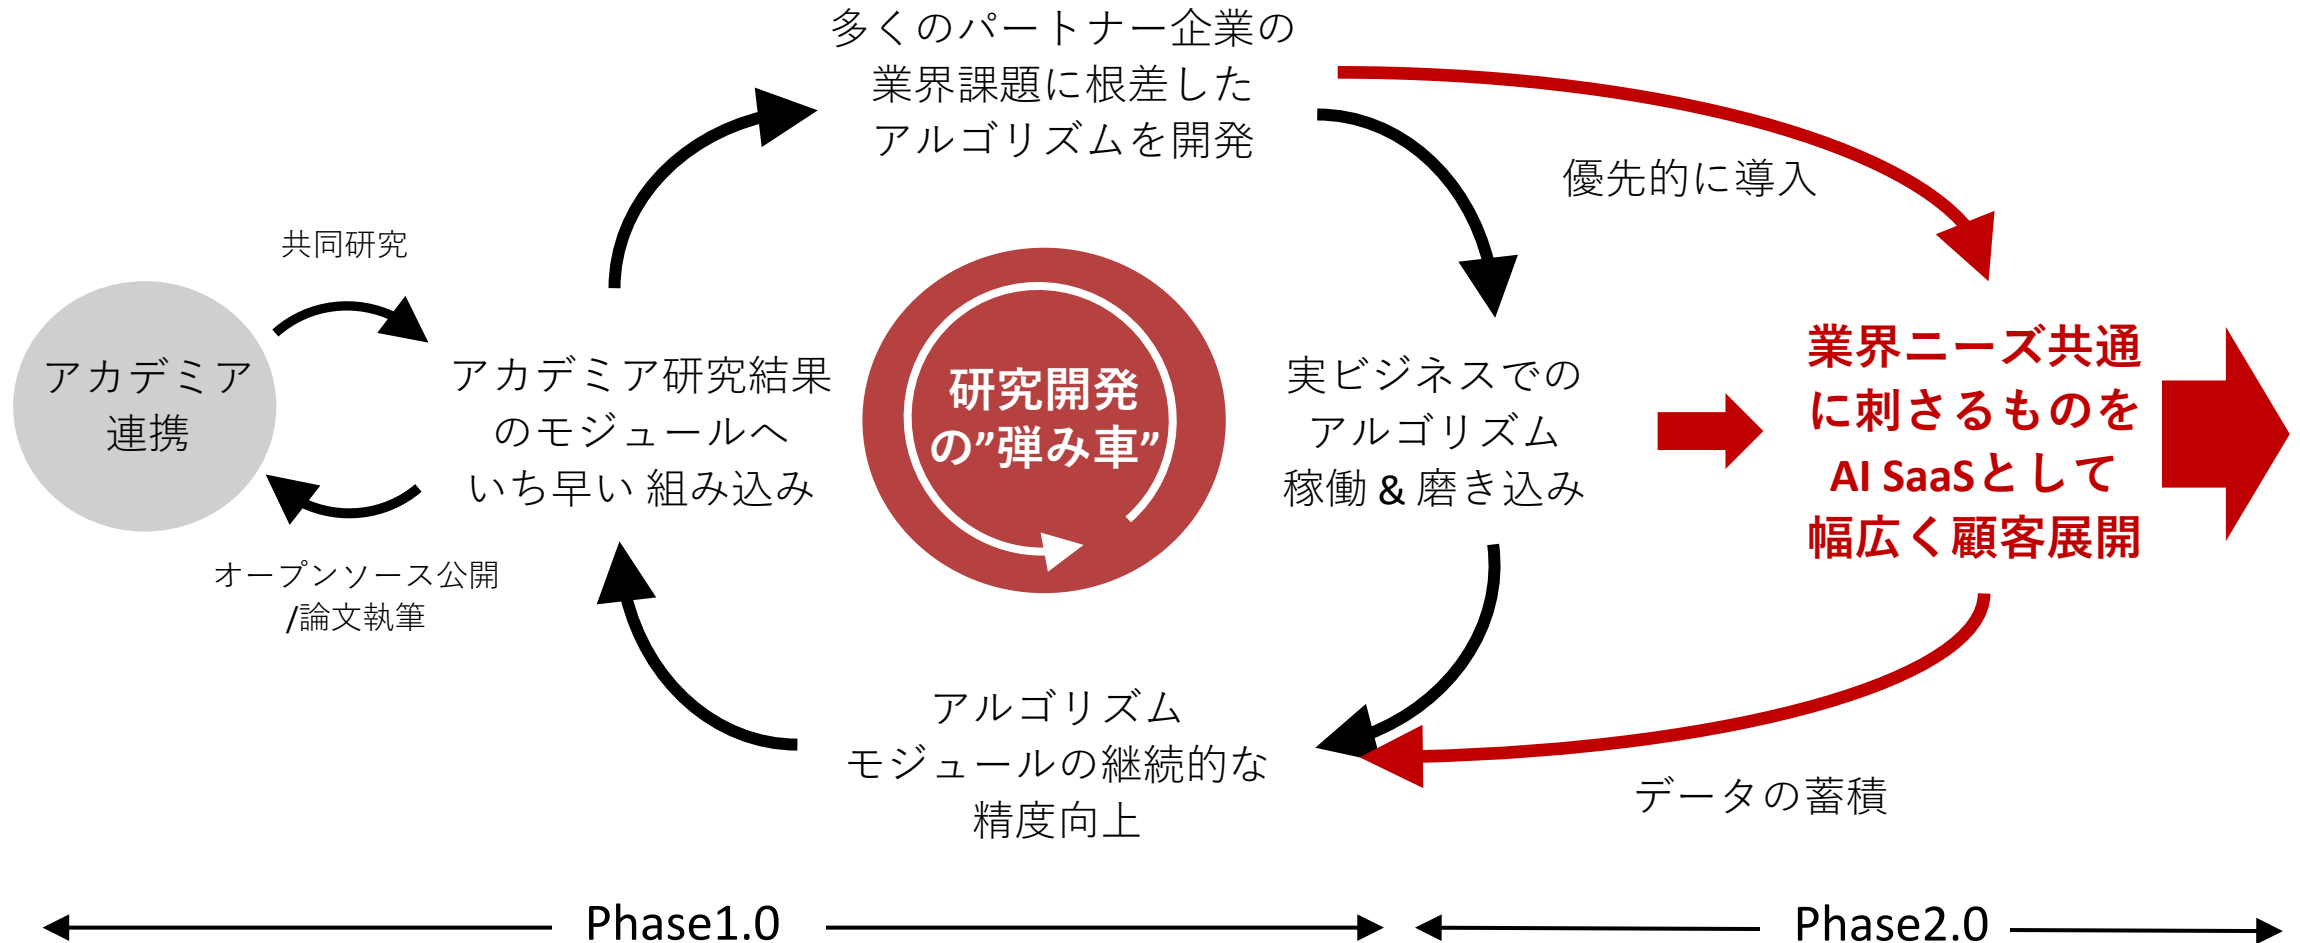 多くのパートナー企業の
業界課題に根差した
アルゴリズムを開発
優先的に導入
共同研究
アカデミア
連携
アカデミア研究結果
のモジュールへ
いち早い 組み込み
研究開発
の”弾み車”
実ビジネスでの
アルゴリズム
稼働 & 磨き込み
業界ニーズ共通
に刺さるものを
AI SaaSとして
幅広く顧客展開
オープンソース公開
/論文執筆
アルゴリズム
モジュールの継続的な
精度向上
データの蓄積
Phase1.0
Phase2.0